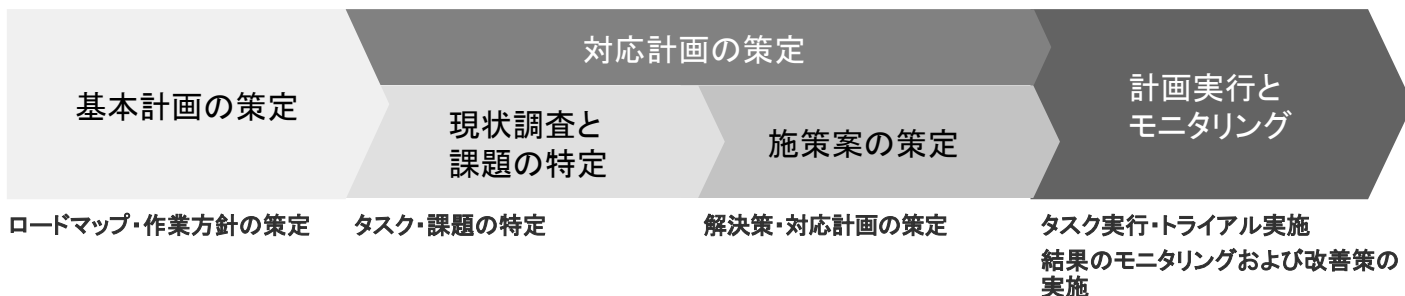 対応計画の策定
基本計画の策定
現状調査と
課題の特定
施策案の策定
計画実行と
モニタリング
ロードマップ・作業方針の策定
タスク・課題の特定
解決策・対応計画の策定
タスク実行・トライアル実施
結果のモニタリングおよび改善策の
実施